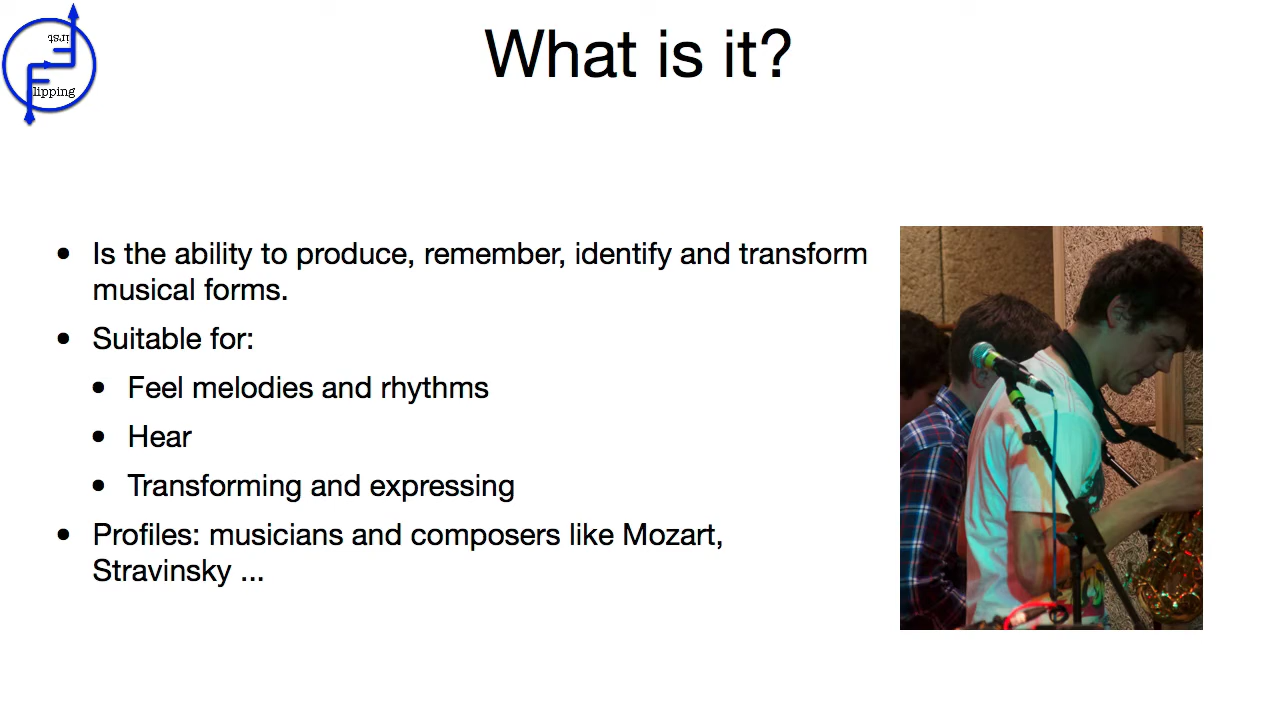 irst
lipping
What is it?
• Is the ability to produce, remember, identify and transform
musical forms.
• Suitable for:
• Feel melodies and rhythms
• Hear
• Transforming and expressing
• Profiles: musicians and composers like Mozart,
Stravinsky ...